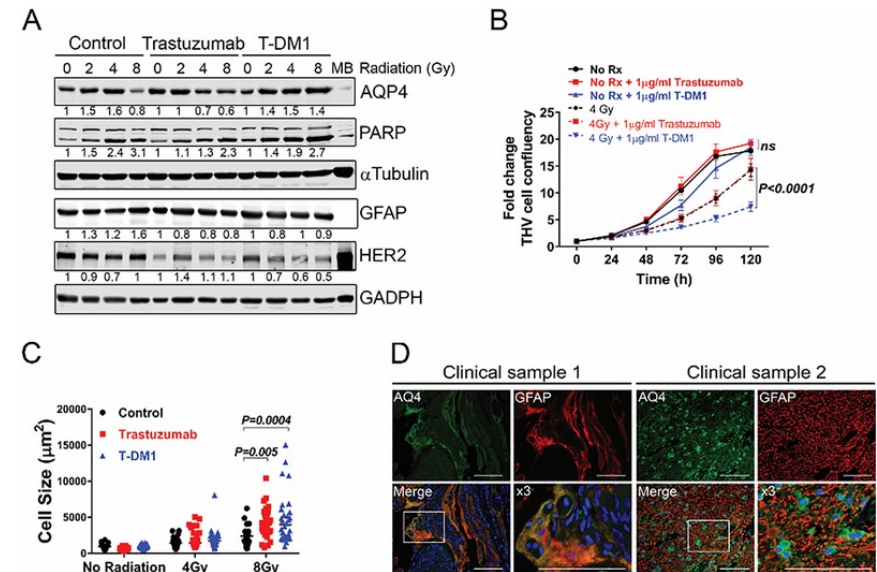 A
Control Trastuzumab T-DM1
0 2 4 8 0 2 4 8 0 2 4 8 MB Radiation (Gy)
AQP4
1 1.5 1.6 0.8 1 1 0.7 0.6 1 1.4 1.5 1.4
PARP
1 1.5 2.4 3.1 1 1.1 1.3 2.3 1 1.4 1.9 2.7
αTubulin
GFAP
1 1.3 1.2 1.6 1 0.8 0.8 0.8 1 0.8 1 0.9
HER2
1 0.9 0.7 1 1 1.4 1.1 1.1 1 0.7 0.6 0.5
GADPH
B
No Rx
No Rx + 1µg/ml Trastuzumab
No Rx + 1µg/ml T-DM1
4 Gy
4Gy + 1µg/ml Trastuzumab
4 Gy + 1µg/ml T-DM1
Fold change
THV cell confluency
25
20
15
10
5
0
ns
P<0.0001
0 24 48 72 96 120
Time (h)
C
Control
Trastuzumab
T-DM1
Cell Size (µm²)
20000
15000
10000
5000
0
P=0.0004
P=0.005
No Radiation 4Gy 8Gy
D
Clinical sample 1 Clinical sample 2
AQ4 GFAP AQ4 GFAP
Merge x3 Merge x3